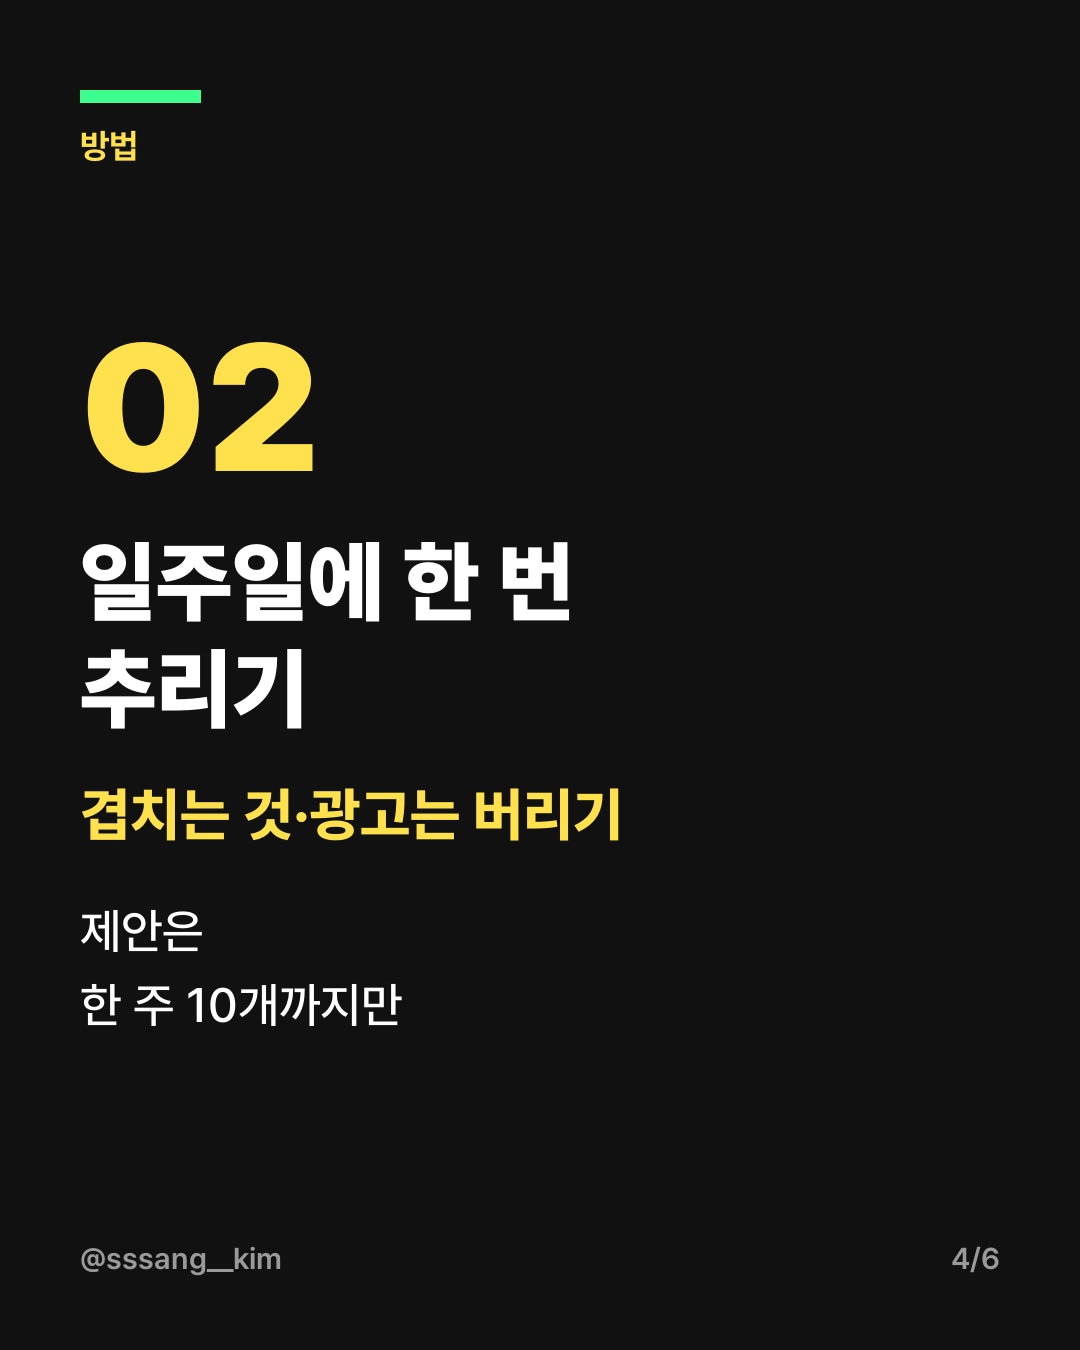 방법
02
일주일에 한 번
추리기
겹치는 것·광고는 버리기
제안은
한 주 10개까지만
@sssang__kim
4/6